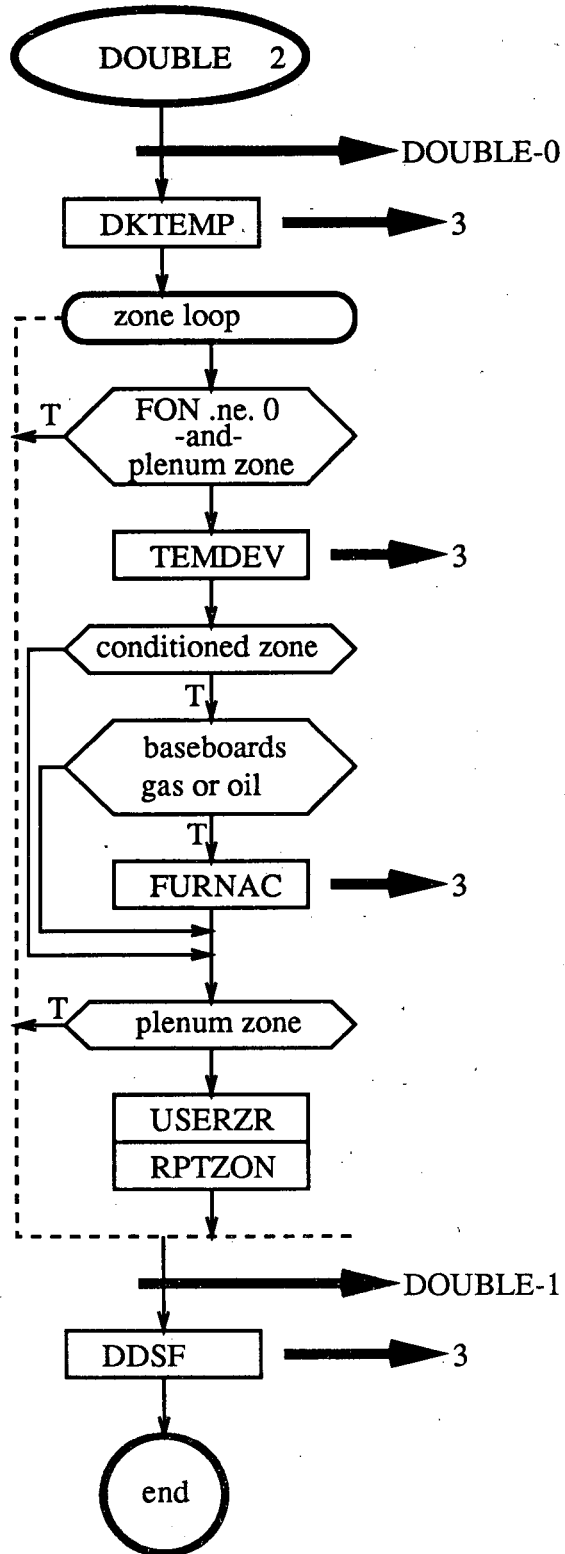 DOUBLE 2
DOUBLE-0
DKTEMP 3
zone loop
T
FON .ne. 0
-and-
plenum zone
TEMDEV 3
conditioned zone
T
baseboards
gas or oil
T
FURNAC 3
T
plenum zone
USERZR
RPTZON
DOUBLE-1
DDSF 3
end